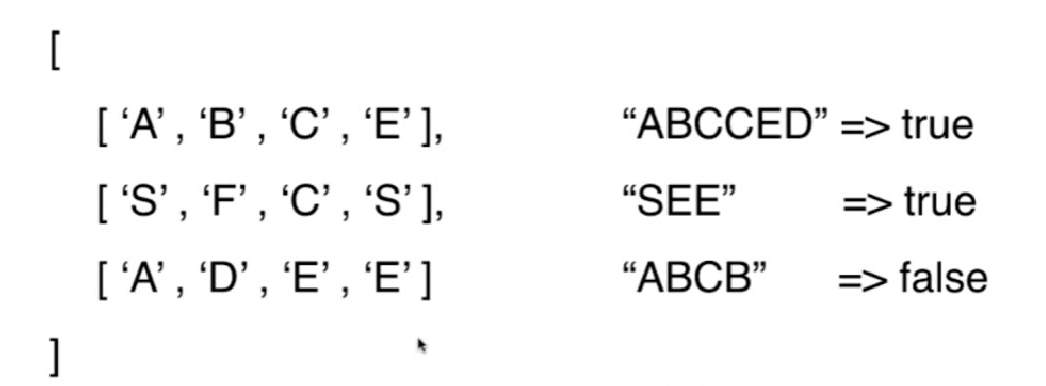 [
[ ‘A’ , ‘B’ , ‘C’ , ‘E’ ], “ABCCED” => true
[ ‘S’ , ‘F’ , ‘C’ , ‘S’ ], “SEE” => true
[ ‘A’ , ‘D’ , ‘E’ , ‘E’ ] “ABCB” => false
]